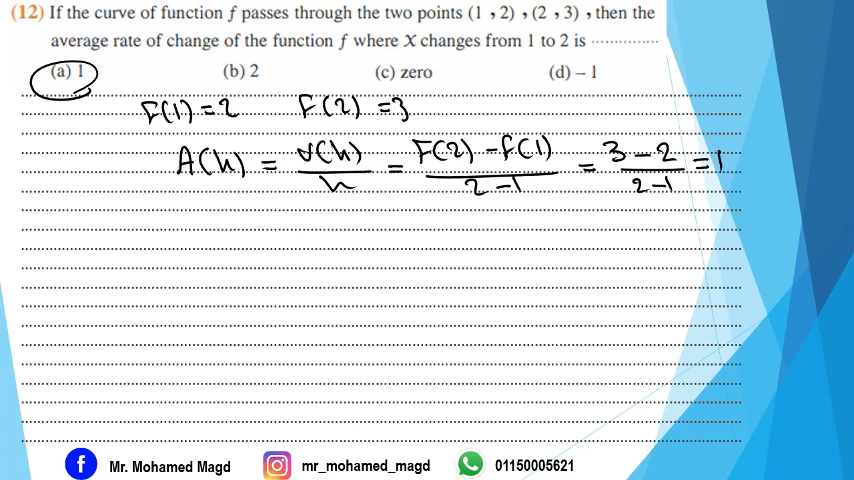 (12) If the curve of function f passes through the two points (1 , 2) , (2 , 3) , then the
average rate of change of the function f where X changes from 1 to 2 is ...............
(a) 1 (b) 2 (c) zero (d) – 1
F(1) = 2 F(2) = 3
A(h) = V(h)/h = F(2) - f(1)/2 - 1 = 3 - 2/2 - 1 = 1
Mr. Mohamed Magd mr_mohamed_magd 01150005621